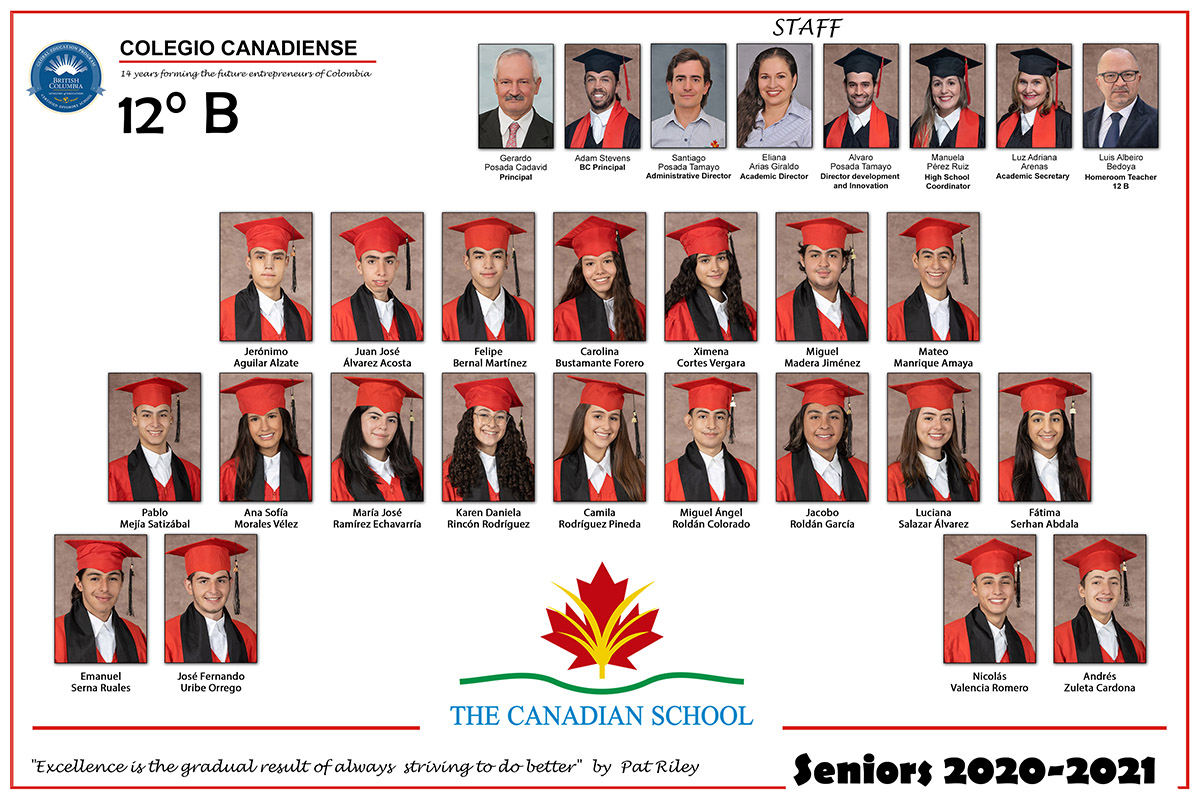 STAFF
COLEGIO CANADIENSE
14 years forming the future entrepreneurs of Colombia
12º B
GLOBAL EDUCATION PROGRAM
BRITISH
COLUMBIA
CERTIFIED OFFSHORE SCHOOL
Gerardo
Posada Cadavid
Principal
Adam Stevens
BC Principal
Santiago
Posada Tamayo
Administrative Director
Eliana
Arias Giraldo
Academic Director
Alvaro
Posada Tamayo
Director development
and Innovation
Manuela
Pérez Ruiz
High School
Coordinator
Luz Adriana
Arenas
Academic Secretary
Luis Albeiro
Bedoya
Homeroom Teacher
12 B
Jerónimo
Aguilar Alzate
Juan José
Álvarez Acosta
Felipe
Bernal Martínez
Carolina
Bustamante Forero
Ximena
Cortes Vergara
Miguel
Madera Jiménez
Mateo
Manrique Amaya
Pablo
Mejía Satizábal
Ana Sofía
Morales Vélez
María José
Ramírez Echavarría
Karen Daniela
Rincón Rodríguez
Camila
Rodríguez Pineda
Miguel Ángel
Roldán Colorado
Jacobo
Roldán García
Luciana
Salazar Álvarez
Fátima
Serhan Abdala
Emanuel
Serna Ruales
José Fernando
Uribe Orrego
Nicolás
Valencia Romero
Andrés
Zuleta Cardona
THE CANADIAN SCHOOL
"Excellence is the gradual result of always striving to do better" by Pat Riley
Seniors 2020-2021